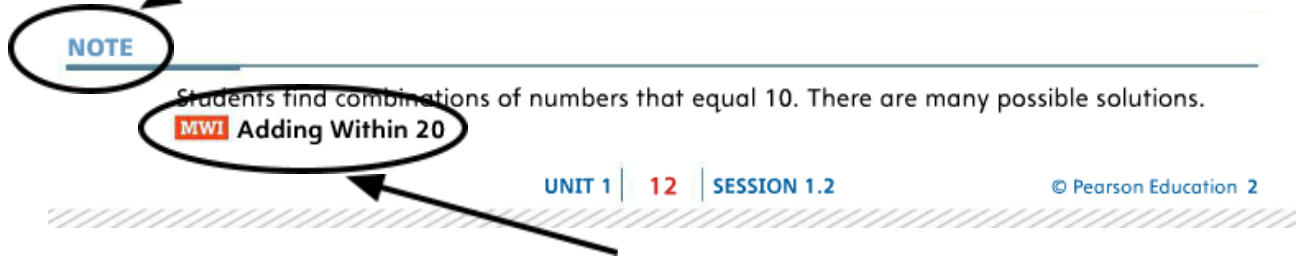 NOTE
Students find combinations of numbers that equal 10. There are many possible solutions.
MWI Adding Within 20
UNIT 1 12 SESSION 1.2 © Pearson Education 2